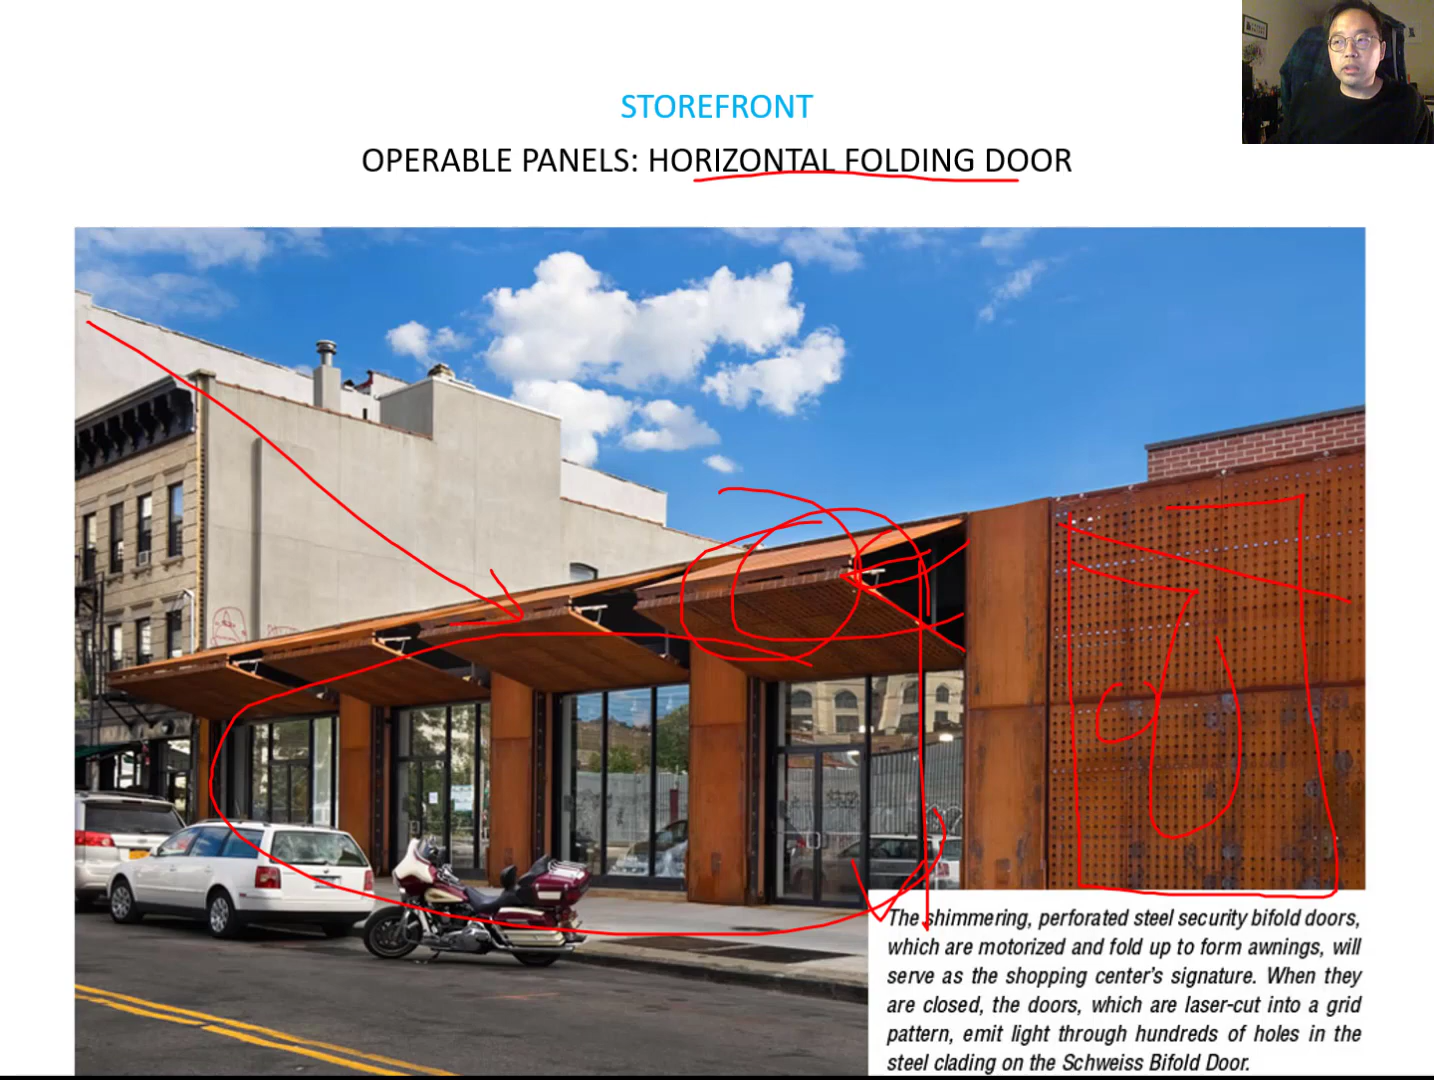 STOREFRONT
OPERABLE PANELS: HORIZONTAL FOLDING DOOR
The shimmering, perforated steel security bifold doors,
which are motorized and fold up to form awnings, will
serve as the shopping center's signature. When they
are closed, the doors, which are laser-cut into a grid
pattern, emit light through hundreds of holes in the
steel clading on the Schweiss Bifold Door.